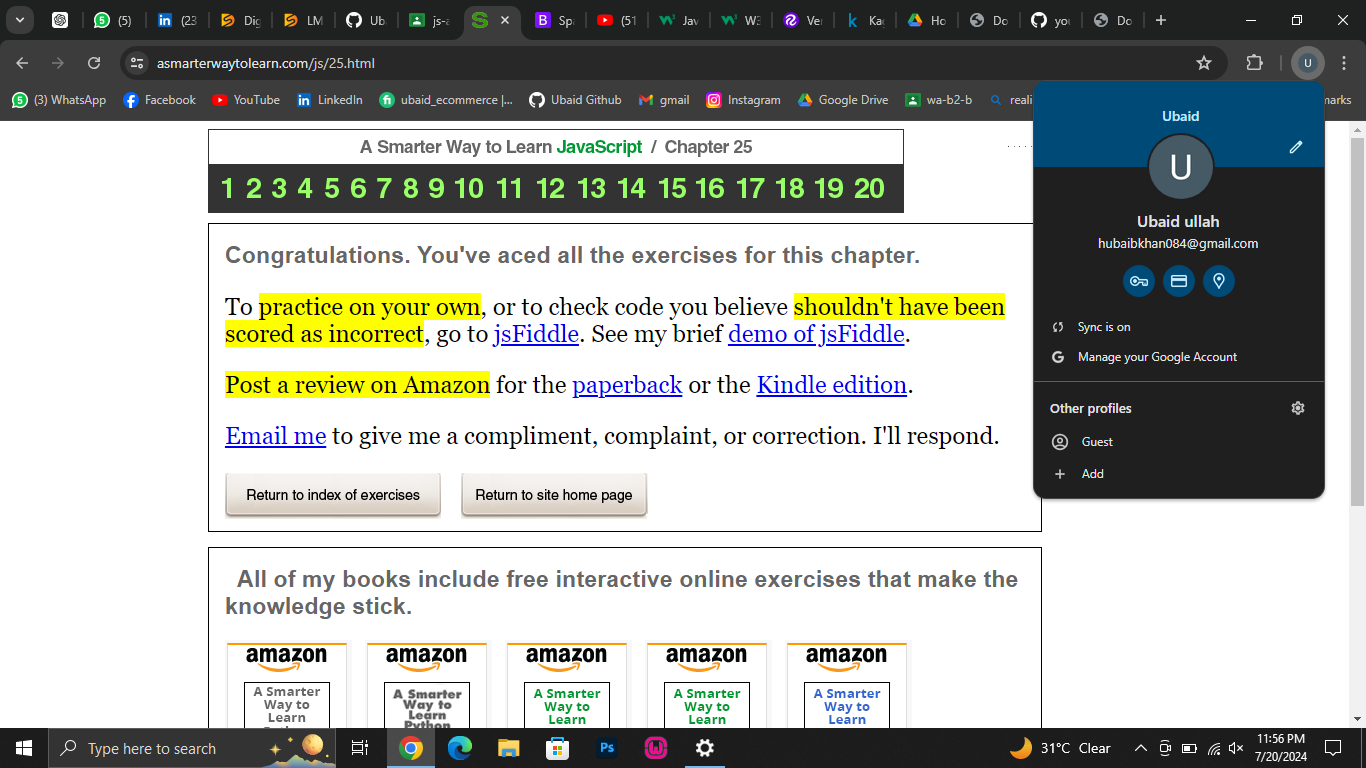 (5)
(23
Dig
LM
Ub
js-a
Spa
(51
Jav
W3
Ver
Kag
Ho
Do
you
Do
asmarterwaytolearn.com/js/25.html
U
(3) WhatsApp
Facebook
YouTube
LinkedIn
ubaid_ecommerce |...
Ubaid Github
gmail
Instagram
Google Drive
wa-b2-b
reali
marks
A Smarter Way to Learn JavaScript / Chapter 25
1 2 3 4 5 6 7 8 9 10 11 12 13 14 15 16 17 18 19 20
Congratulations. You've aced all the exercises for this chapter.
To practice on your own, or to check code you believe shouldn't have been
scored as incorrect, go to jsFiddle. See my brief demo of jsFiddle.
Post a review on Amazon for the paperback or the Kindle edition.
Email me to give me a compliment, complaint, or correction. I'll respond.
Return to index of exercises
Return to site home page
All of my books include free interactive online exercises that make the
knowledge stick.
amazon
A Smarter
Way to
Learn
amazon
A Smarter
Way to
Learn
Python
amazon
A Smarter
Way to
Learn
amazon
A Smarter
Way to
Learn
amazon
A Smarter
Way to
Learn
Ubaid
U
Ubaid ullah
hubaibkhan084@gmail.com
Sync is on
Manage your Google Account
Other profiles
Guest
Add
Type here to search
Ps
31°C Clear
11:56 PM
7/20/2024